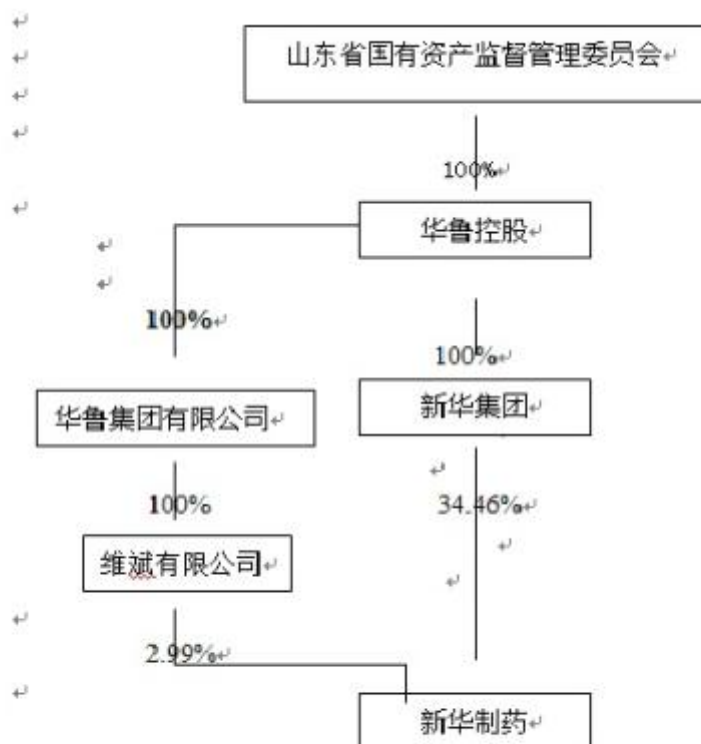 山东省国有资产监督管理委员会
100%
华鲁控股
100%
100%
华鲁集团有限公司
新华集团
100%
34.46%
维斌有限公司
2.99%
新华制药